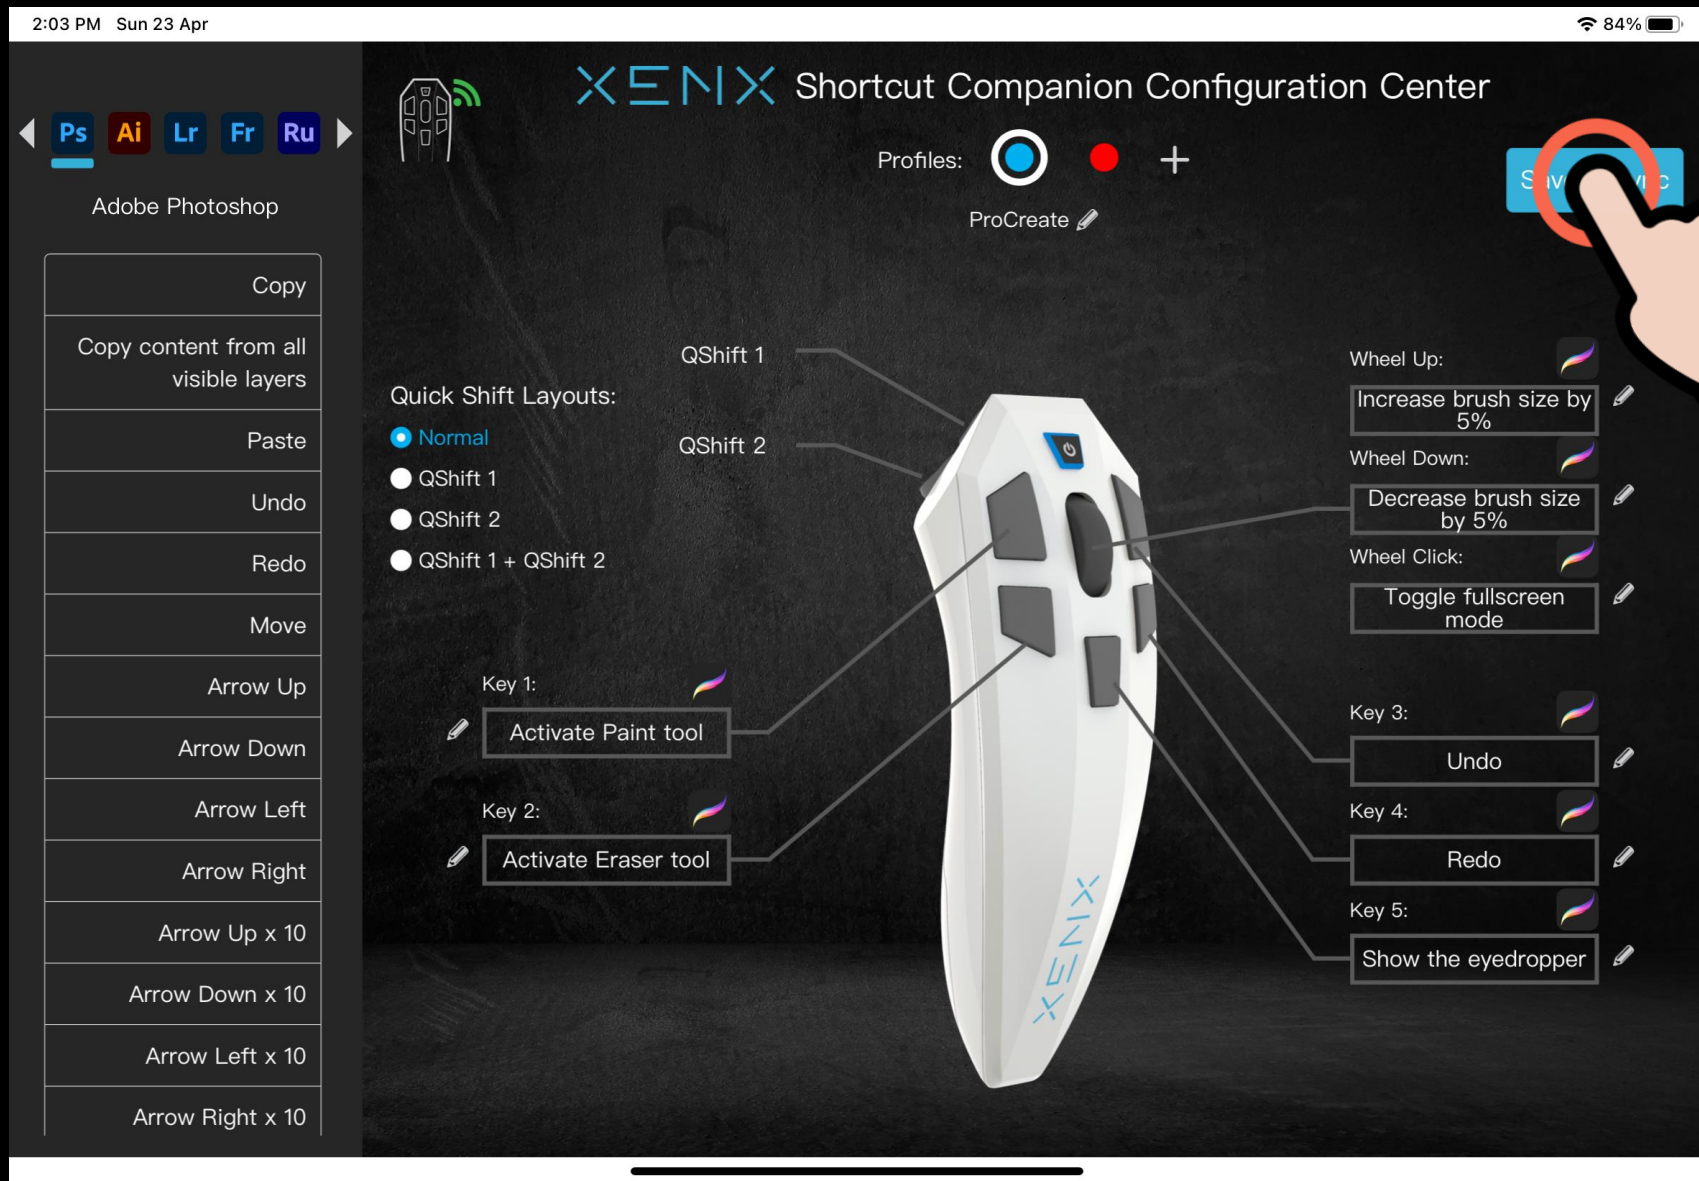 2:03 PM Sun 23 Apr
84%
XENX Shortcut Companion Configuration Center
Ps Ai Lr Fr Ru
Adobe Photoshop
Copy
Copy content from all
visible layers
Paste
Undo
Redo
Move
Arrow Up
Arrow Down
Arrow Left
Arrow Right
Arrow Up x 10
Arrow Down x 10
Arrow Left x 10
Arrow Right x 10
Profiles:
ProCreate
Quick Shift Layouts:
Normal
QShift 1
QShift 2
QShift 1 + QShift 2
QShift 1
QShift 2
Key 1:
Activate Paint tool
Key 2:
Activate Eraser tool
XENX
Wheel Up:
Increase brush size by
5%
Wheel Down:
Decrease brush size
by 5%
Wheel Click:
Toggle fullscreen
mode
Key 3:
Undo
Key 4:
Redo
Key 5:
Show the eyedropper